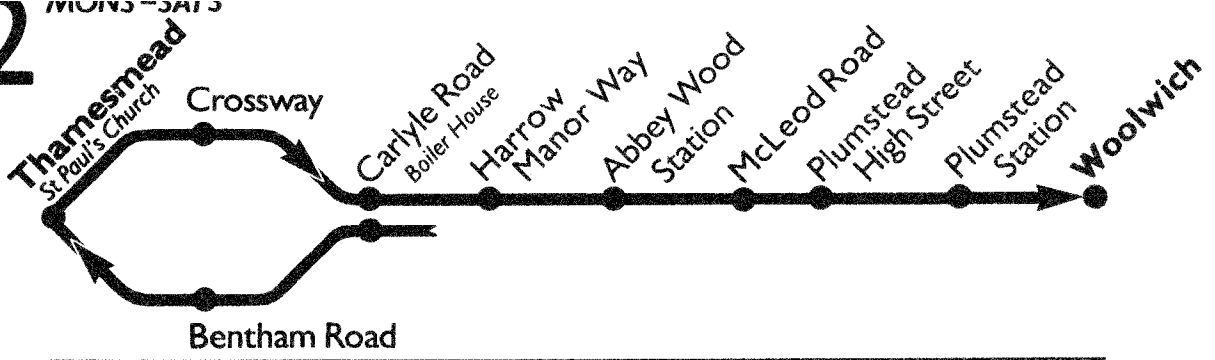 2
MONS–SATS
Thamesmead
St Paul's Church
Crossway
Carlyle Road
Boiler House
Harrow
Manor Way
Abbey Wood
Station
McLeod Road
Plumstead
High Street
Plumstead
Station
Woolwich
Bentham Road